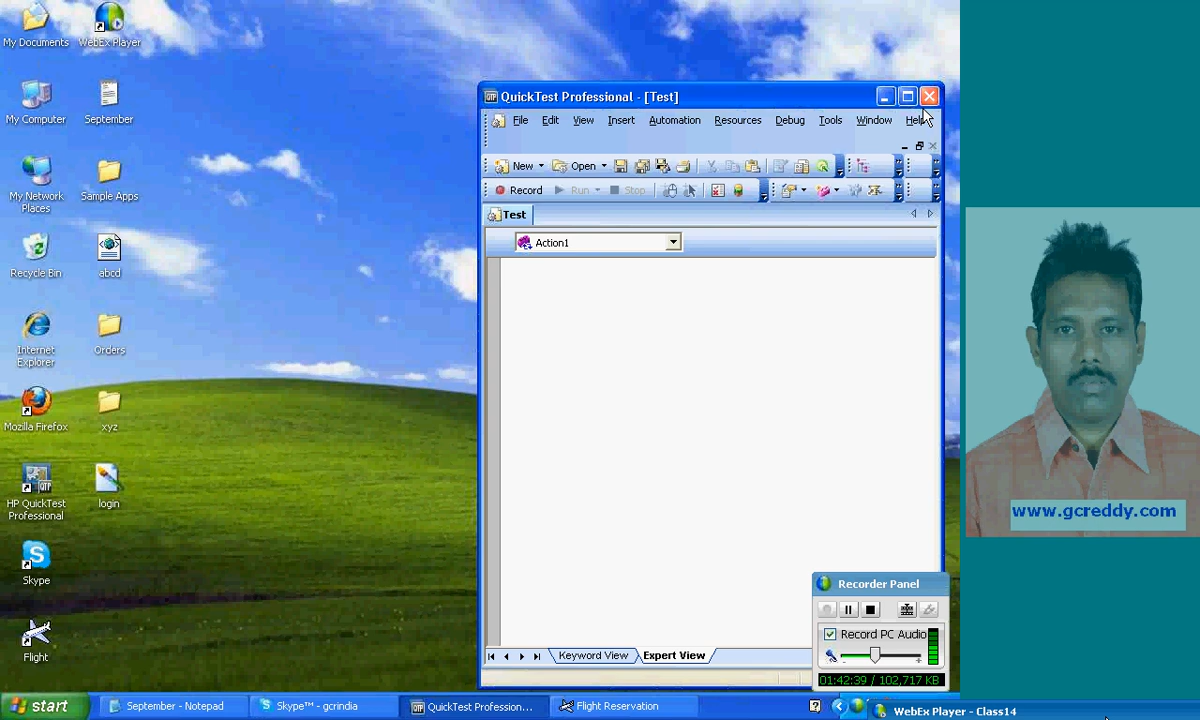 My Documents
WebEx Player
My Computer
September
My Network
Places
Sample Apps
Recycle Bin
abcd
Internet
Explorer
Orders
Mozilla Firefox
xyz
HP QuickTest
Professional
login
Skype
Flight
QuickTest Professional - [Test]
File Edit View Insert Automation Resources Debug Tools Window Help
New Open
Record Run Stop
Test
Action1
Keyword View Expert View
Recorder Panel
Record PC Audio
01:42:39 / 102,717 KB
www.gcreddy.com
start
September - Notepad
Skype™ - gcrindia
QuickTest Profession...
Flight Reservation
WebEx Player - Class14